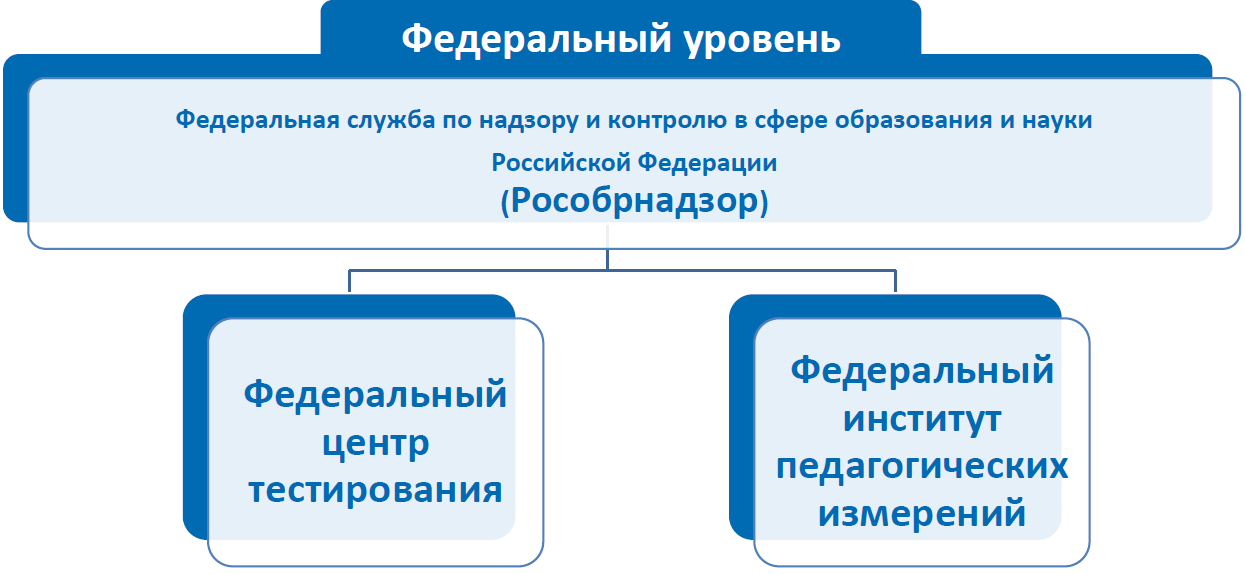 Федеральный уровень
Федеральная служба по надзору и контролю в сфере образования и науки
Российской Федерации
(Рособрнадзор)
Федеральный
центр
тестирования
Федеральный
институт
педагогических
измерений